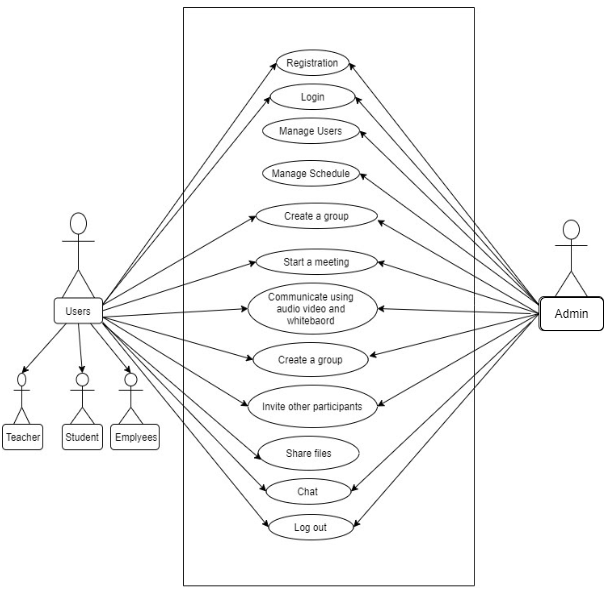 Registration
Login
Manage Users
Manage Schedule
Create a group
Start a meeting
Communicate using
audio video and
whitebaord
Create a group
Invite other participants
Share files
Chat
Log out
Users
Teacher
Student
Emplyees
Admin